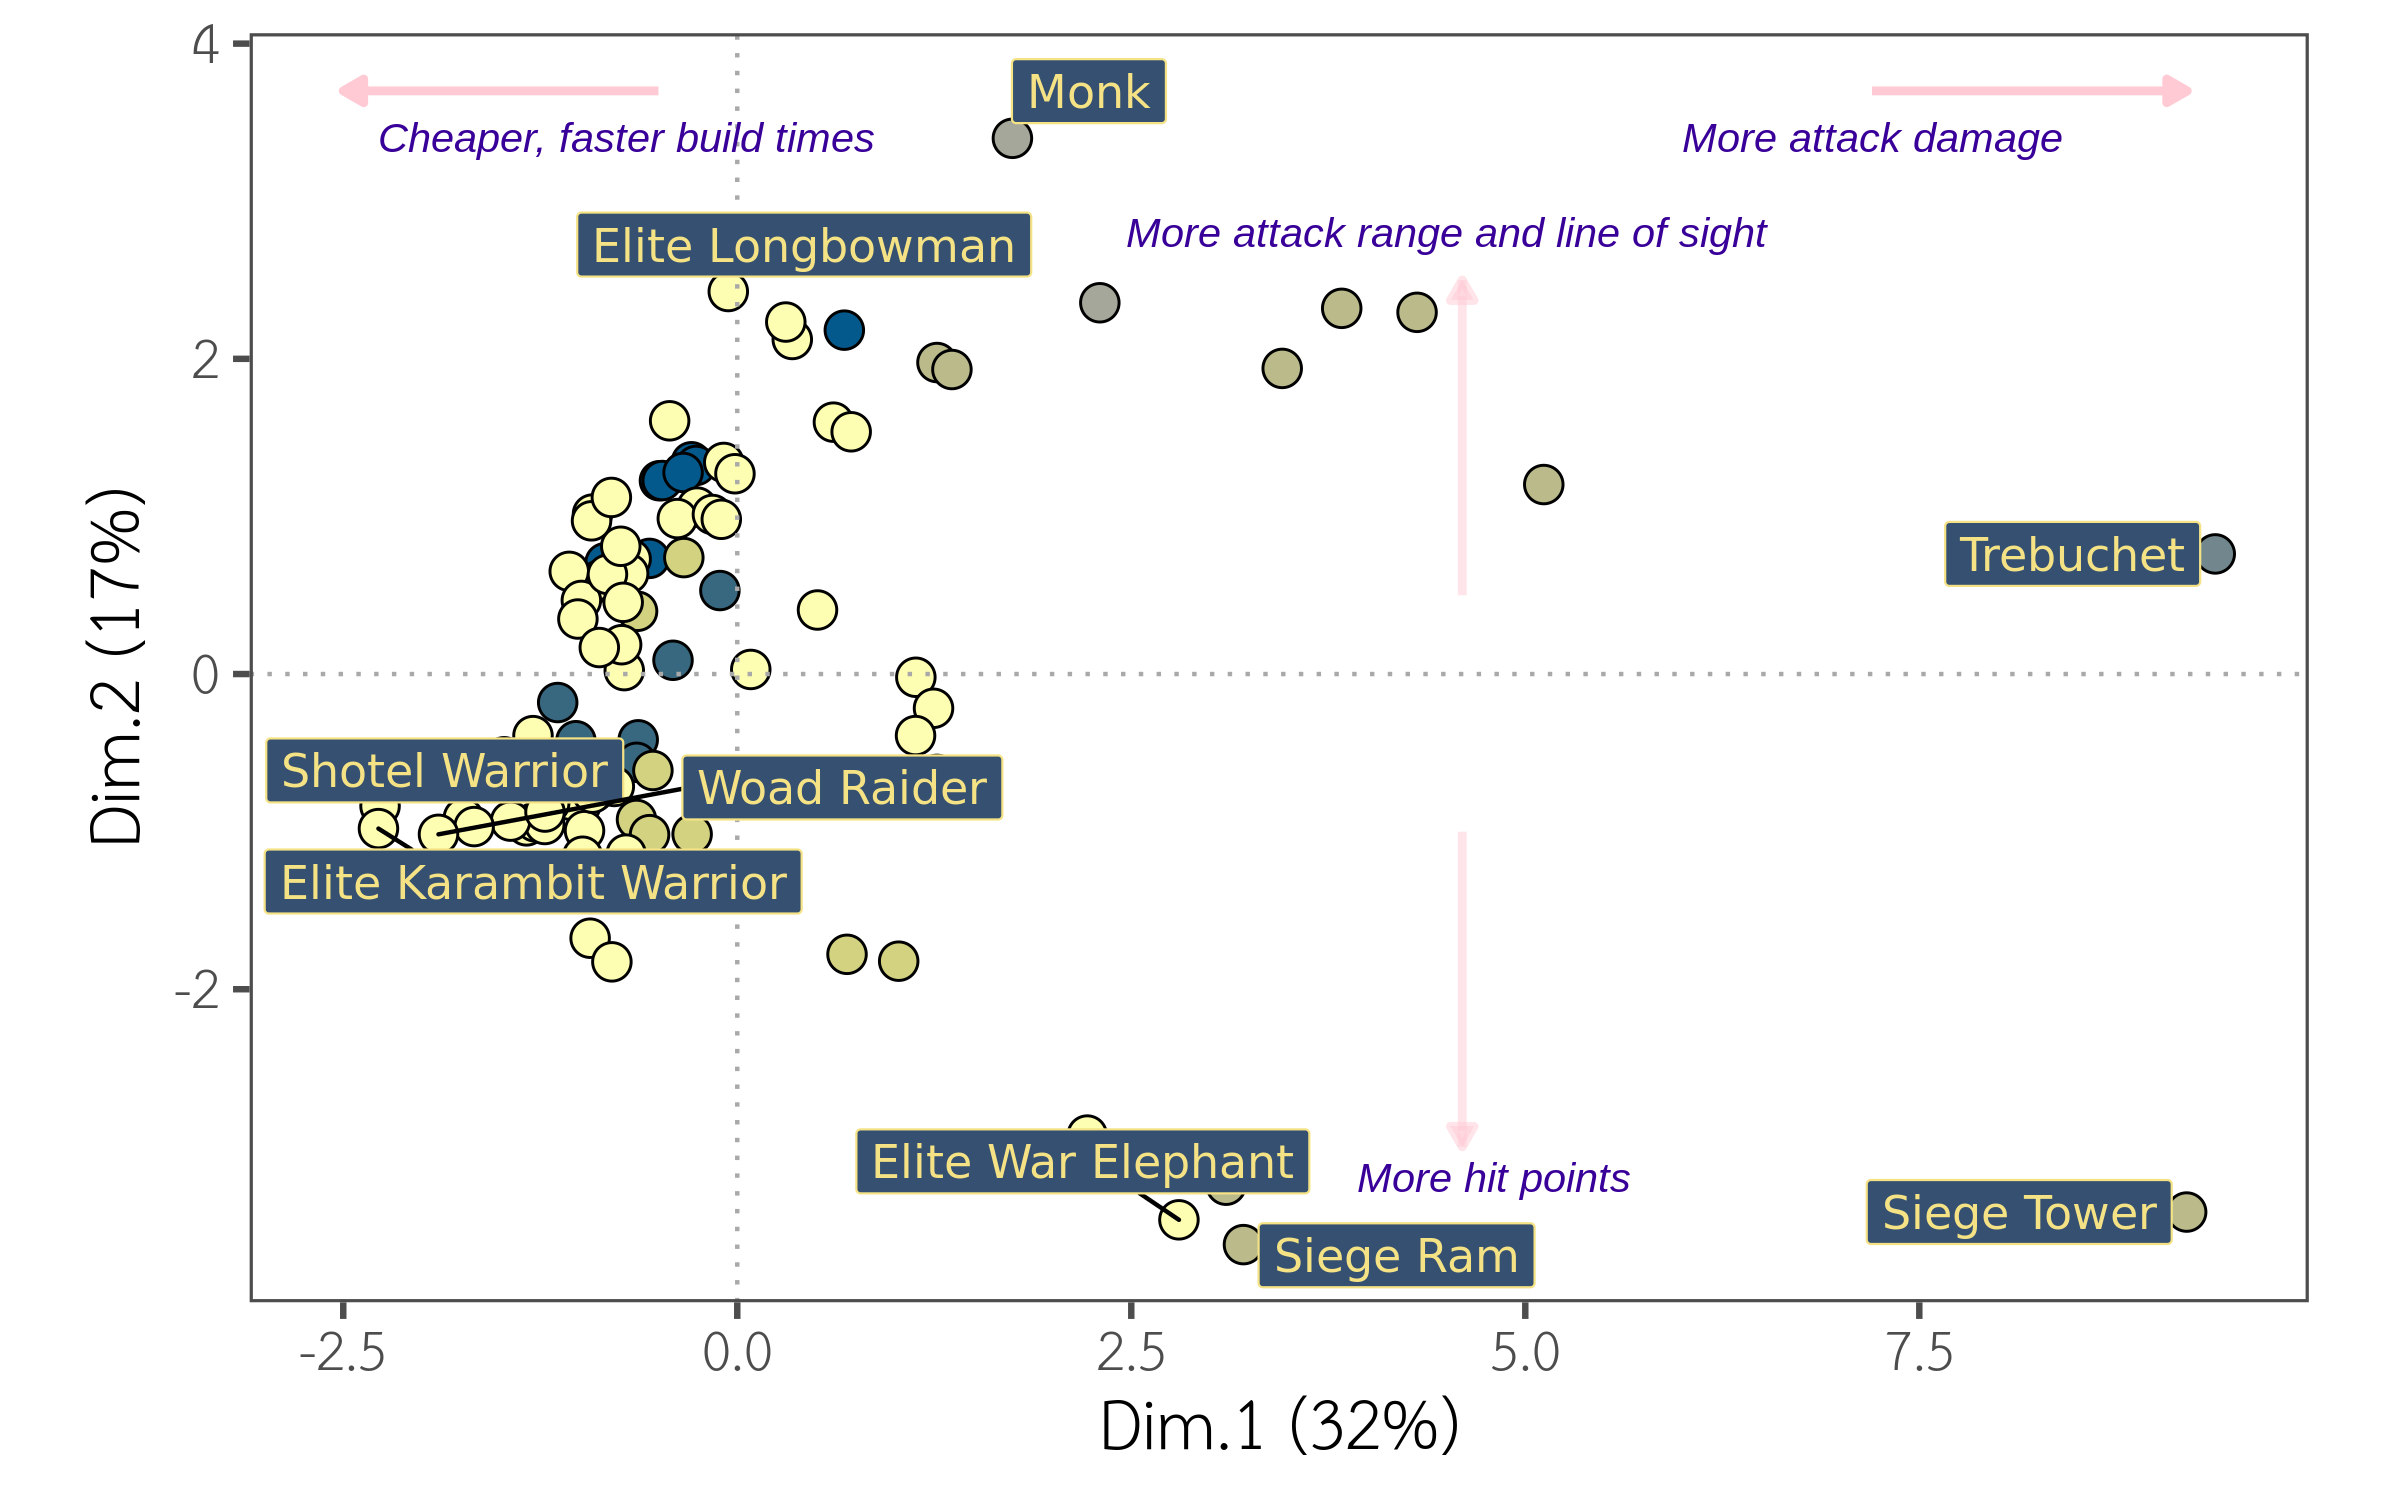 4
Monk
Cheaper, faster build times
More attack damage
Elite Longbowman
More attack range and line of sight
2
Trebuchet
Dim.2 (17%)
0
Shotel Warrior
Woad Raider
Elite Karambit Warrior
-2
Elite War Elephant
More hit points
Siege Tower
Siege Ram
-2.5
0.0
2.5
5.0
7.5
Dim.1 (32%)